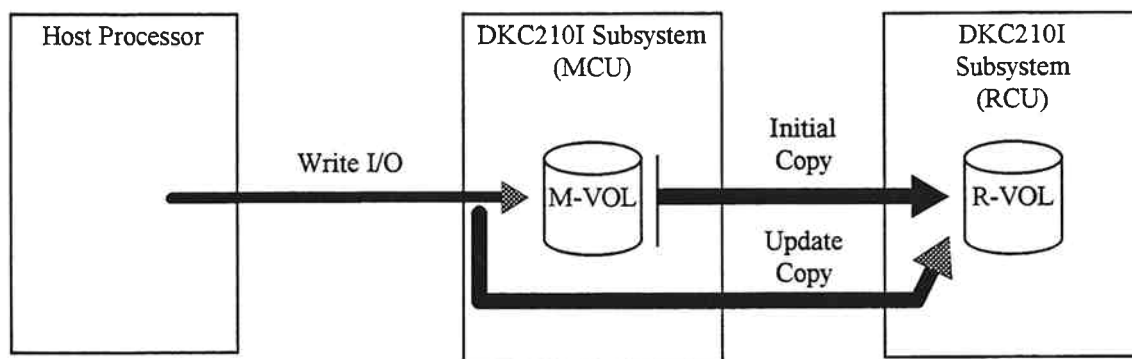 Host Processor
DKC210I Subsystem
(MCU)
DKC210I
Subsystem
(RCU)
Write I/O
M-VOL
Initial
Copy
R-VOL
Update
Copy